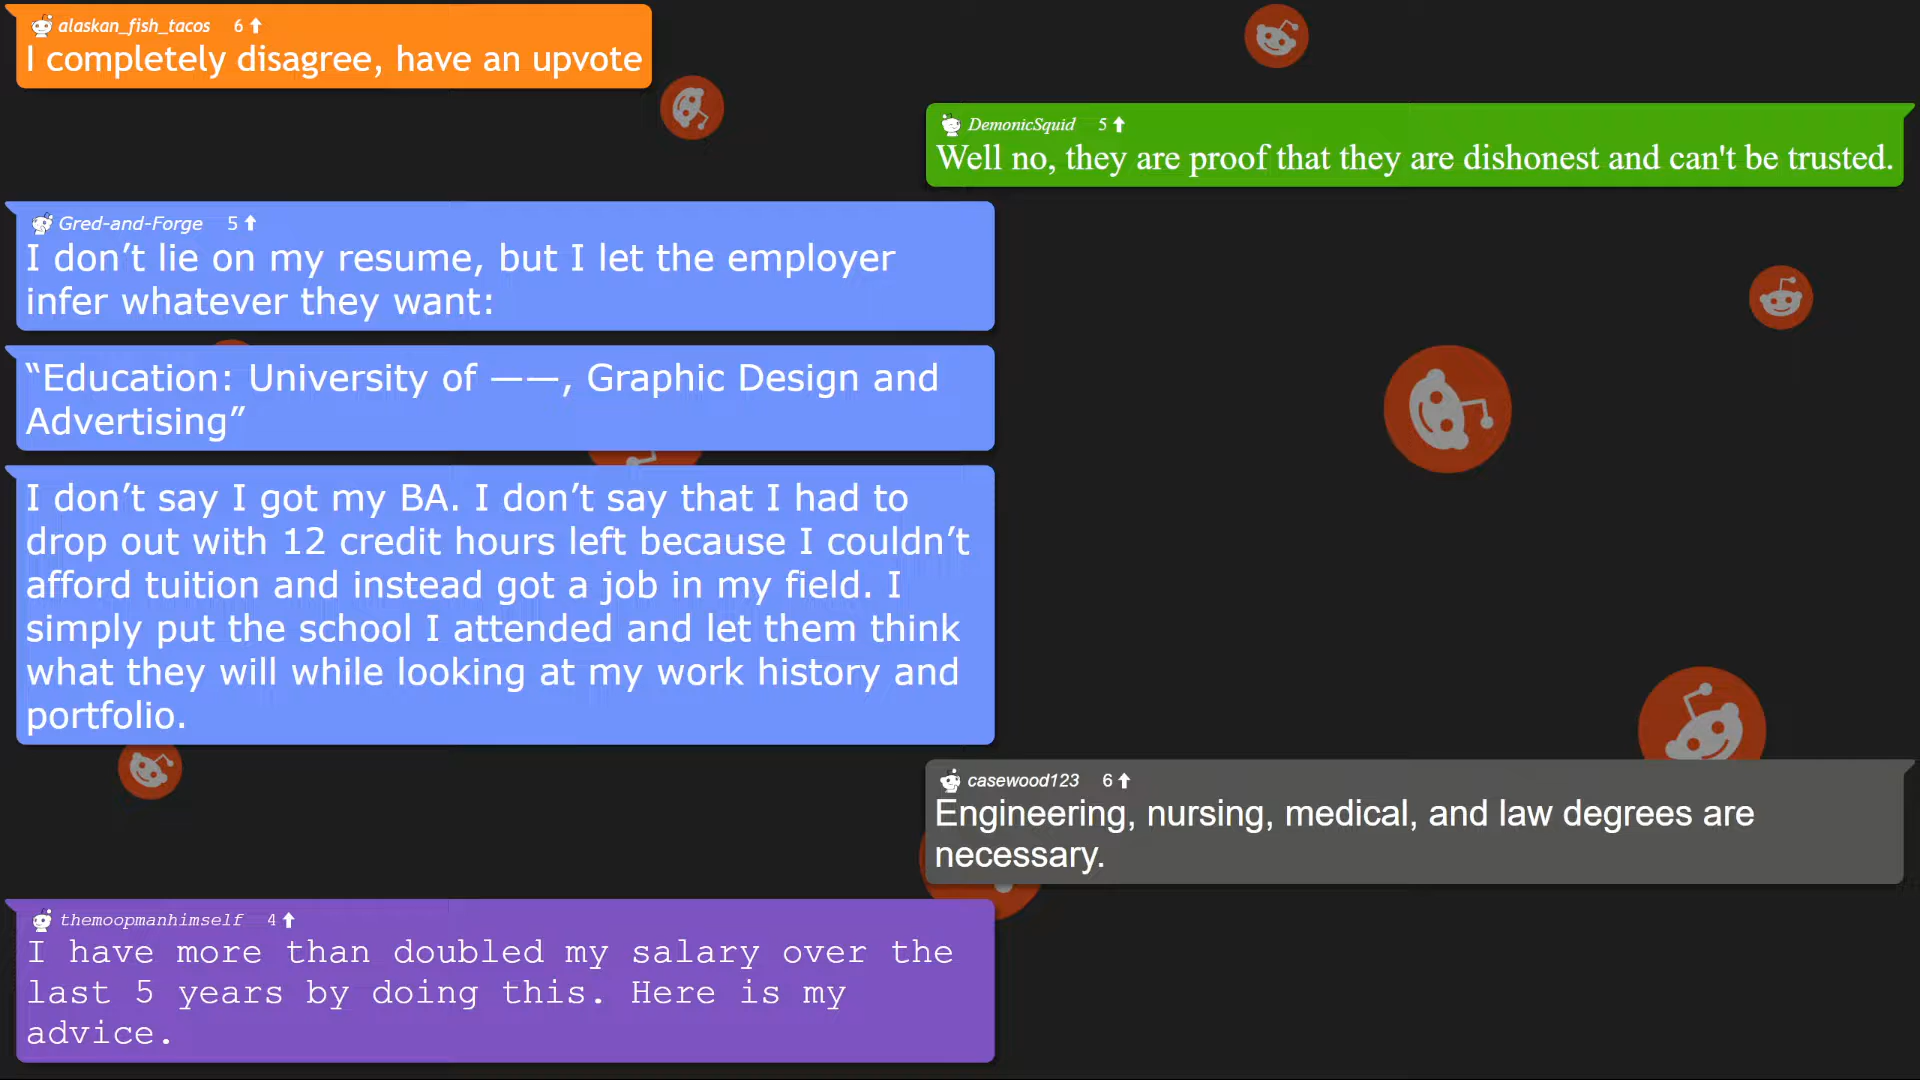 alaskan_fish_tacos 6
I completely disagree, have an upvote
DemonicSquid 5
Well no, they are proof that they are dishonest and can't be trusted.
Gred-and-Forge 5
I don’t lie on my resume, but I let the employer
infer whatever they want:
“Education: University of ——, Graphic Design and
Advertising”
I don’t say I got my BA. I don’t say that I had to
drop out with 12 credit hours left because I couldn’t
afford tuition and instead got a job in my field. I
simply put the school I attended and let them think
what they will while looking at my work history and
portfolio.
casewood123 6
Engineering, nursing, medical, and law degrees are
necessary.
themoopmanhimself 4
I have more than doubled my salary over the
last 5 years by doing this. Here is my
advice.